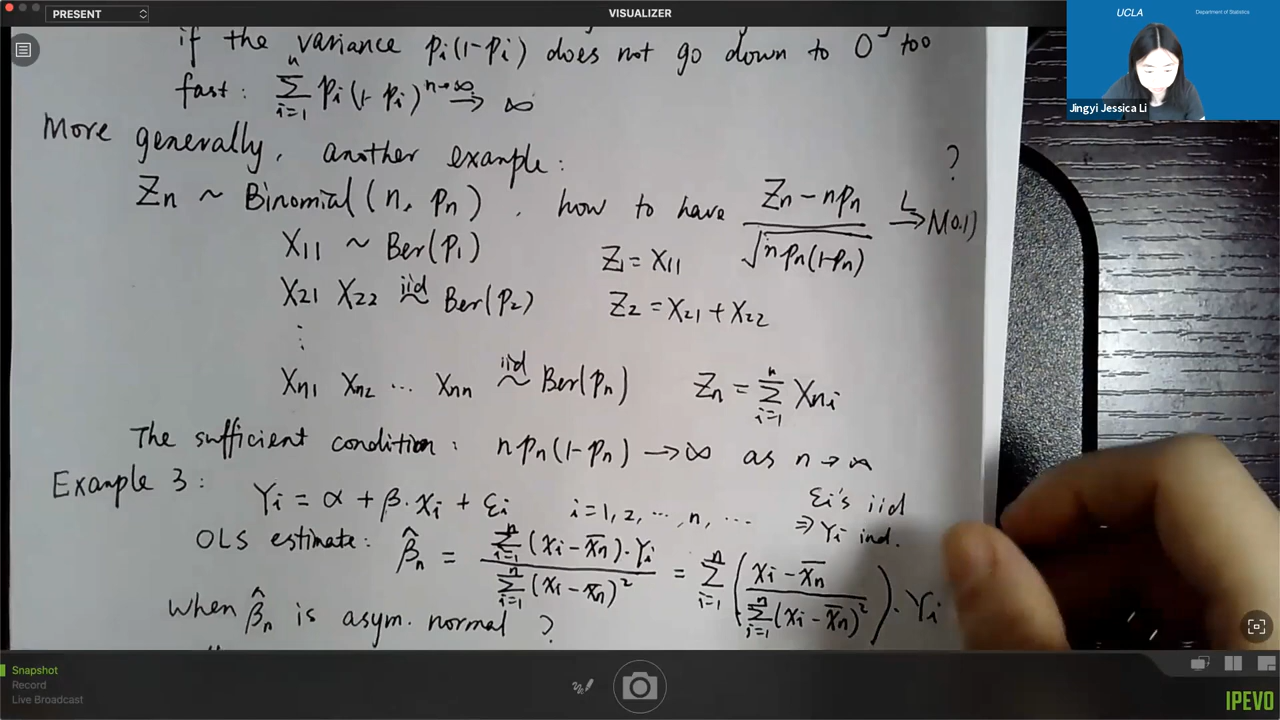 PRESENT
VISUALIZER
UCLA
Department of Statistics
Jingyi Jessica Li
if the variance pi(1-pi) does not go down to 0 too
fast: Σ_{i=1}^{n} pi(1-pi) →^{n→∞} ∞
More generally, another example:
Zn ~ Binomial(n, pn), how to have (Zn - npn)/√(npn(1-pn)) →^{L} N(0,1) ?
X11 ~ Ber(p1) Z1 = X11
X21 X22 iid ~ Ber(p2) Z2 = X21 + X22
⋮
Xn1 Xn2 ... Xnn iid ~ Ber(pn) Zn = Σ_{i=1}^{n} Xni
The sufficient condition: npn(1-pn) → ∞ as n → ∞
Example 3: Yi = α + β·xi + εi i=1, 2, ..., n, ... εi's iid
⇒ Yi ind.
OLS estimate: β̂n = Σ_{i=1}^{n}(xi - x̄n)·Yi / Σ_{i=1}^{n}(xi - x̄n)² = Σ_{i=1}^{n} ((xi - x̄n) / Σ_{i=1}^{n}(xi - x̄n)²)·Yi
When β̂n is asym. normal ?
Snapshot
Record
Live Broadcast
IPEVO